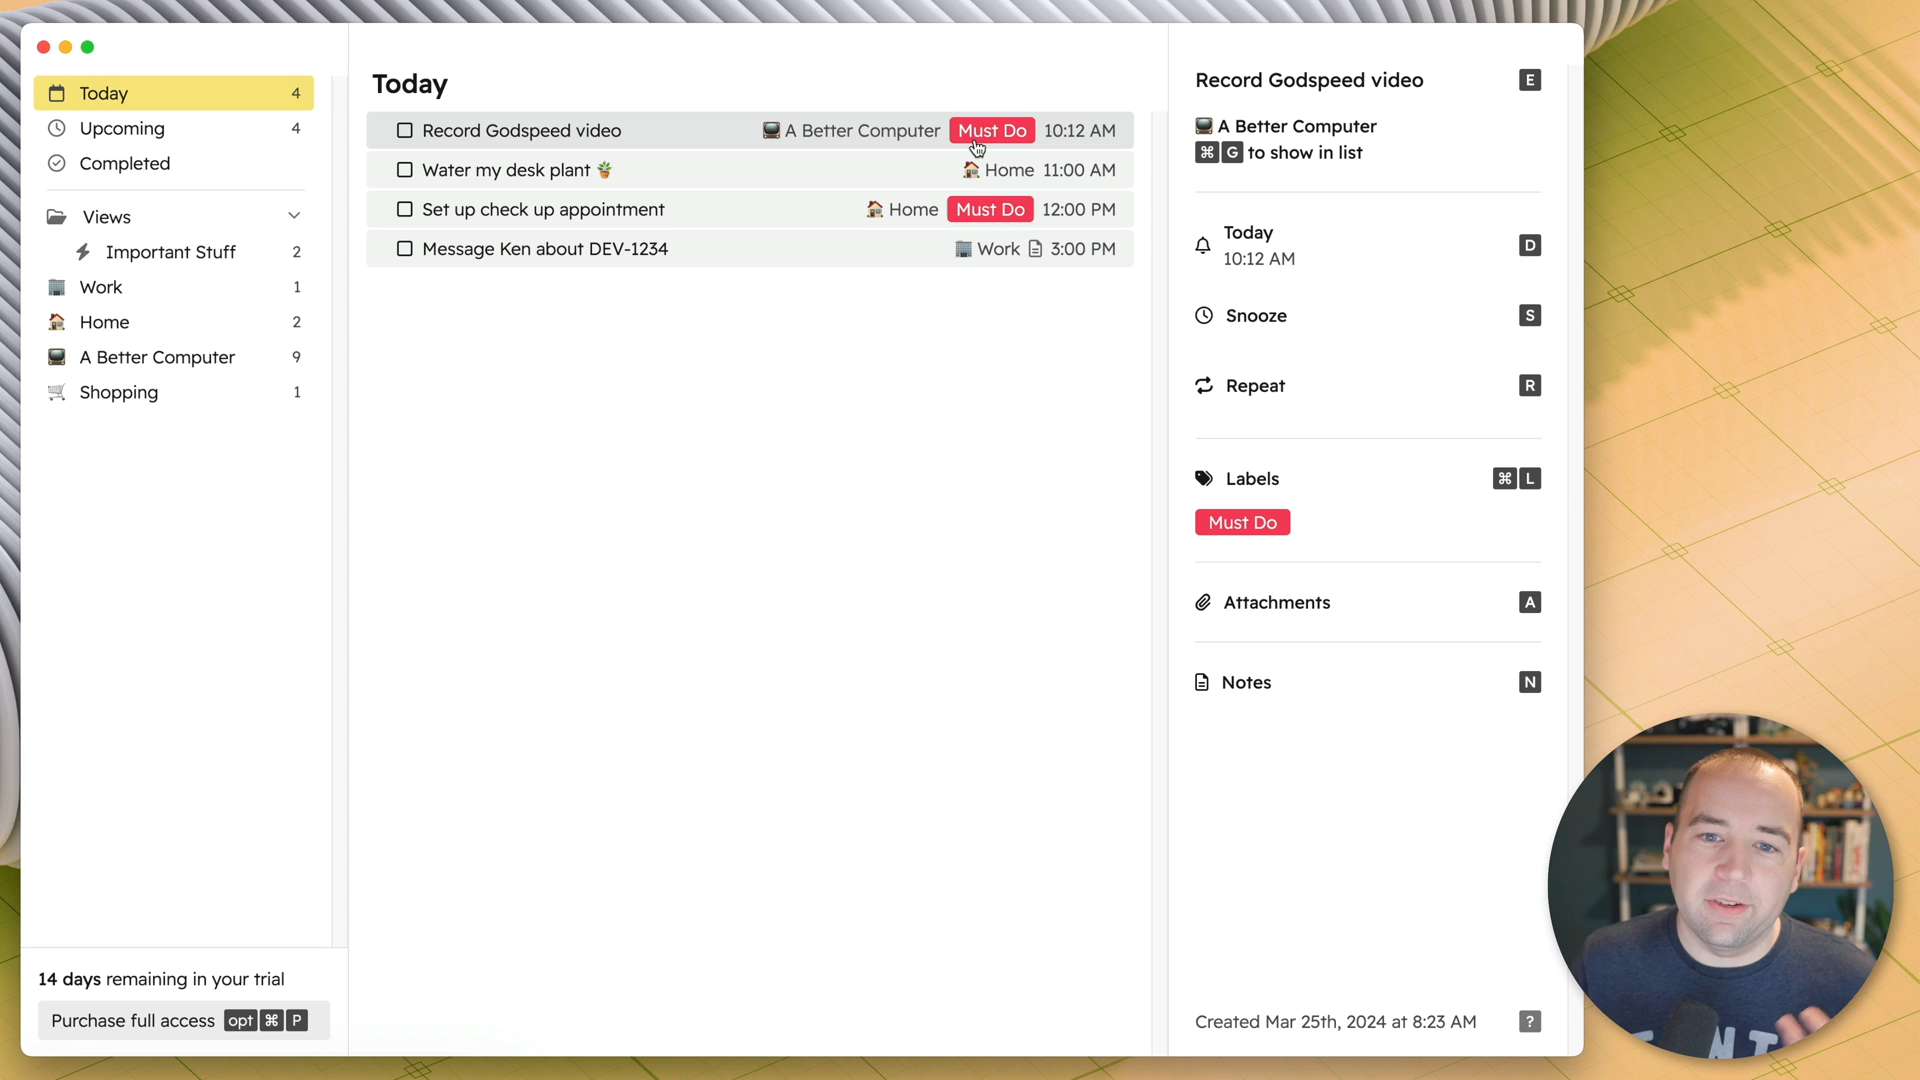 Today 4
Upcoming 4
Completed
Views
Important Stuff 2
Work 1
Home 2
A Better Computer 9
Shopping 1
14 days remaining in your trial
Purchase full access opt ⌘ P
Today
Record Godspeed video A Better Computer Must Do 10:12 AM
Water my desk plant 🪴 Home 11:00 AM
Set up check up appointment Home Must Do 12:00 PM
Message Ken about DEV-1234 Work 3:00 PM
Record Godspeed video E
A Better Computer
⌘ G to show in list
Today D
10:12 AM
Snooze S
Repeat R
Labels ⌘ L
Must Do
Attachments A
Notes N
Created Mar 25th, 2024 at 8:23 AM ?